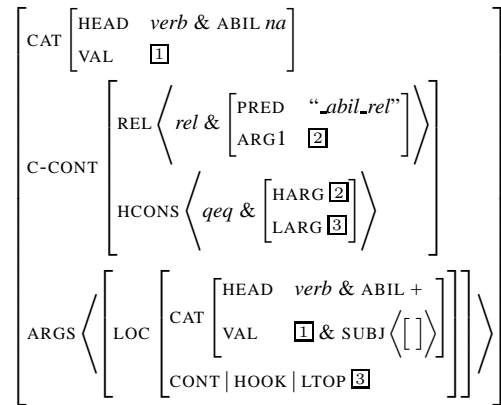 CAT [HEAD verb & ABIL na
VAL 1]
C-CONT [REL ⟨rel & [PRED "_abil_rel"
ARG1 2]⟩
HCONS ⟨qeq & [HARG 2
LARG 3]⟩]
ARGS ⟨[LOC [CAT [HEAD verb & ABIL +
VAL 1 & SUBJ ⟨[ ]⟩]
CONT | HOOK | LTOP 3]]⟩